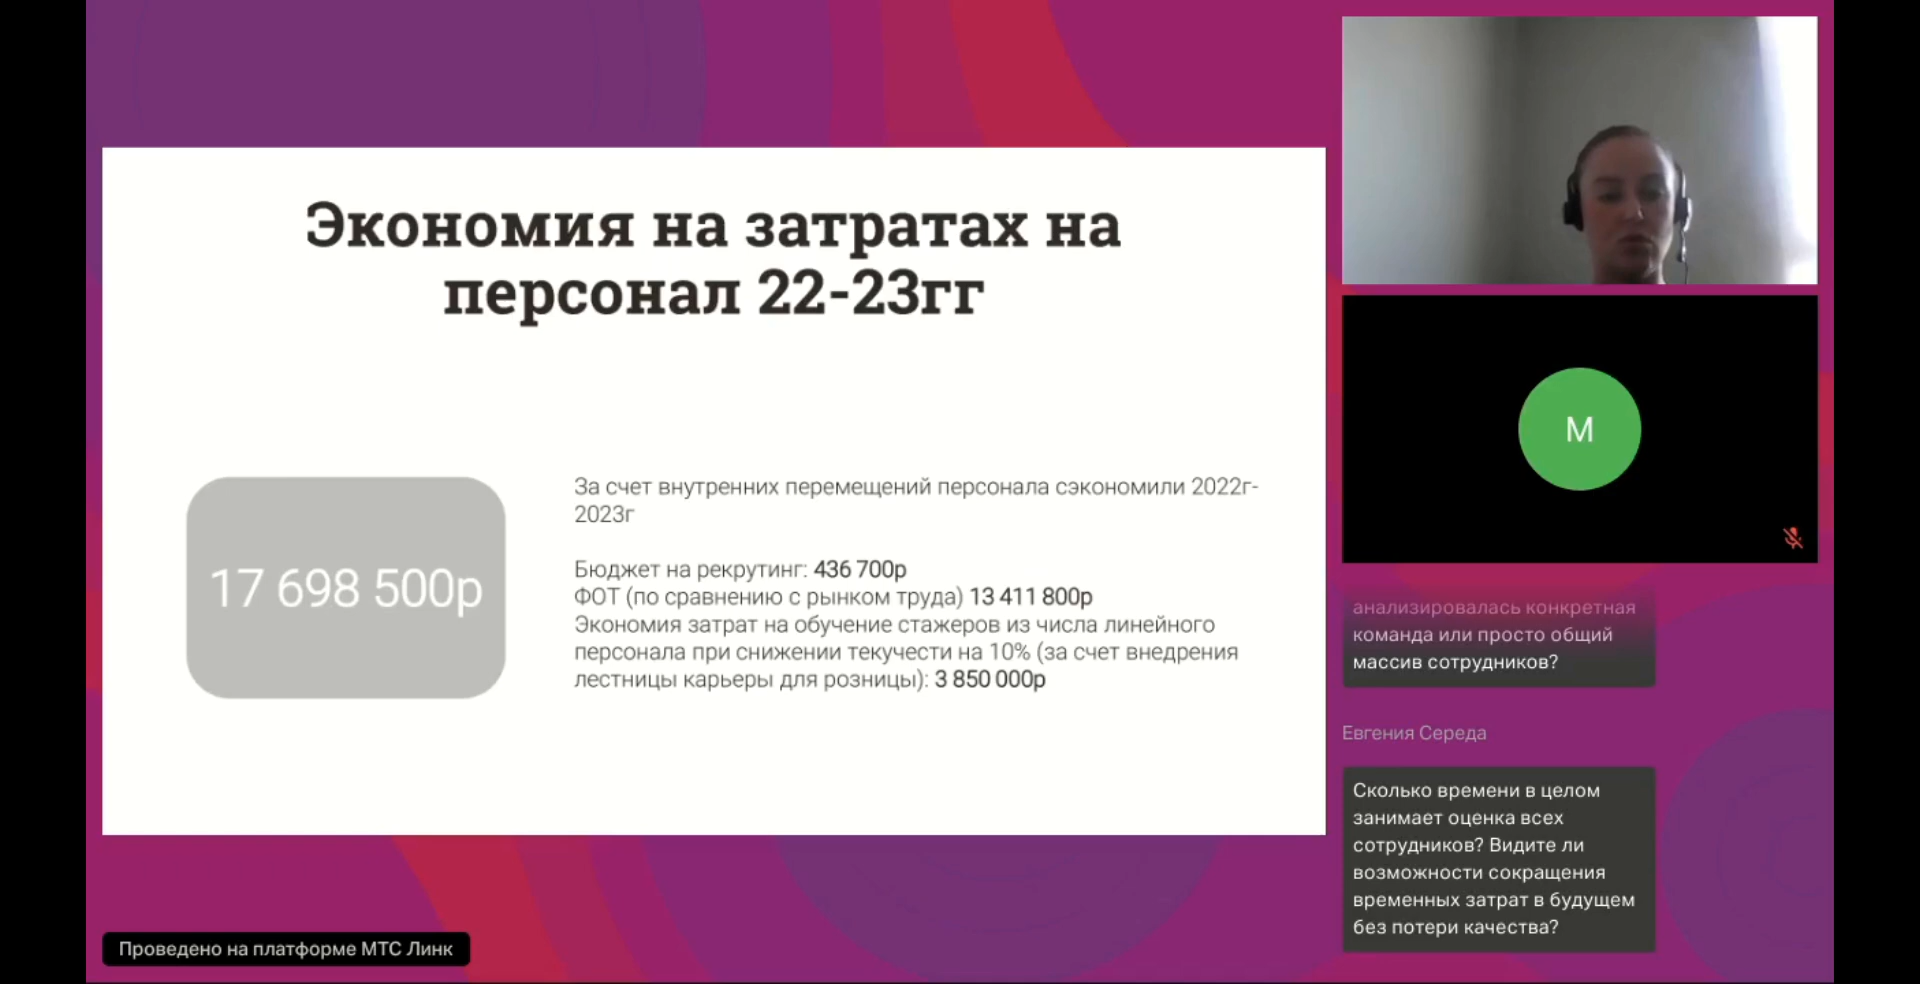 Экономия на затратах на
персонал 22-23гг
17 698 500р
За счет внутренних перемещений персонала сэкономили 2022г-
2023г
Бюджет на рекрутинг: 436 700р
ФОТ (по сравнению с рынком труда) 13 411 800р
Экономия затрат на обучение стажеров из числа линейного
персонала при снижении текучести на 10% (за счет внедрения
лестницы карьеры для розницы): 3 850 000р
Проведено на платформе МТС Линк
М
анализировалась конкретная
команда или просто общий
массив сотрудников?
Евгения Середа
Сколько времени в целом
занимает оценка всех
сотрудников? Видите ли
возможности сокращения
временных затрат в будущем
без потери качества?